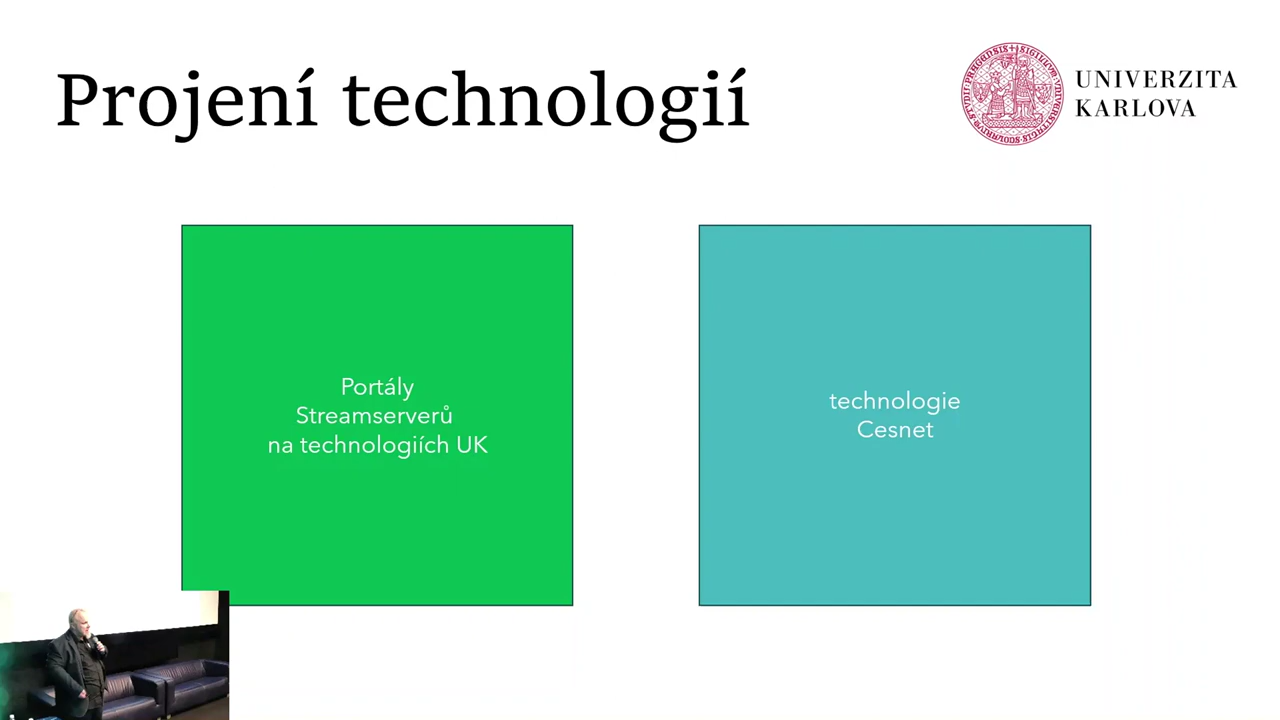 Projení technologií
UNIVERZITA
KARLOVA
Portály
Streamserverů
na technologiích UK
technologie
Cesnet